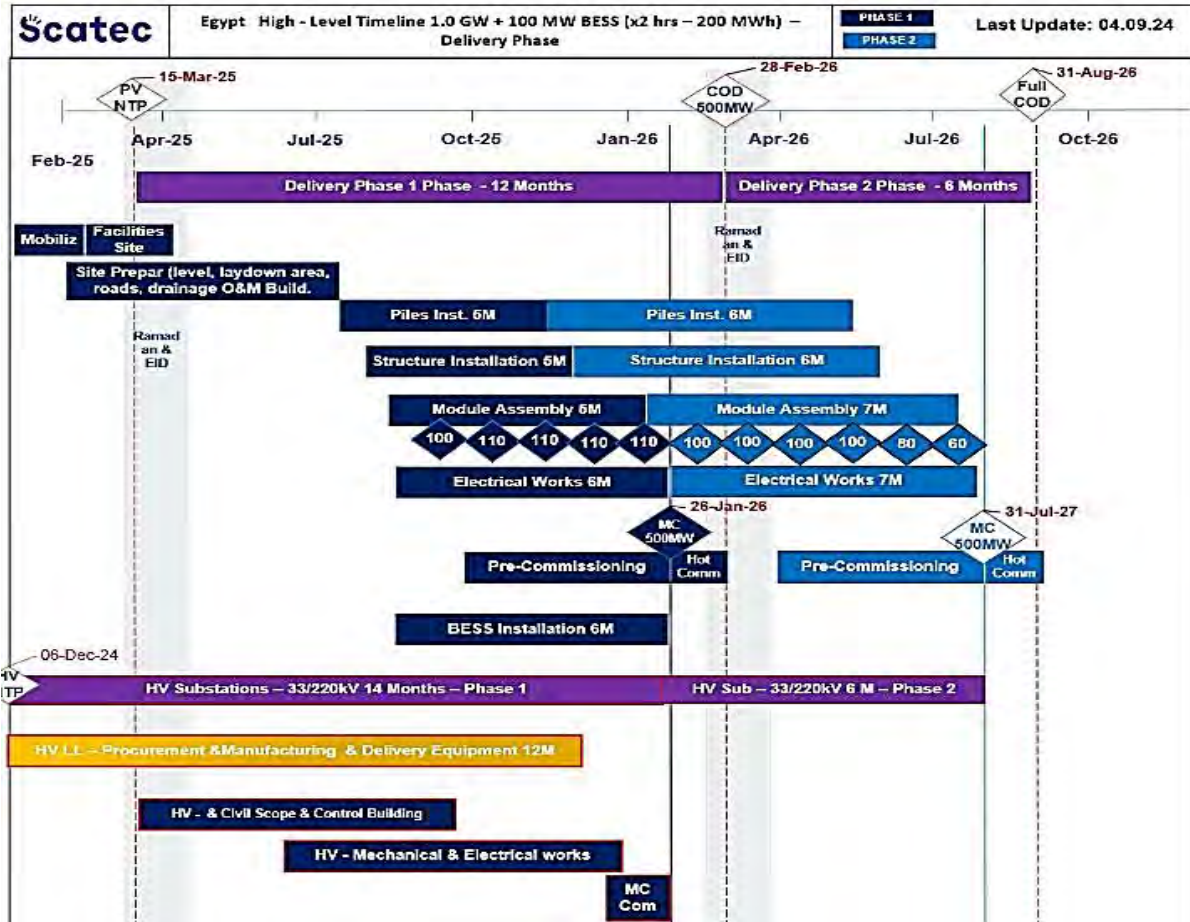 Scatec
Egypt High - Level Timeline 1.0 GW + 100 MW BESS (x2 hrs – 200 MWh) –
Delivery Phase
PHASE 1
PHASE 2
Last Update: 04.09.24
15-Mar-25
28-Feb-26
31-Aug-26
PV
NTP
COD
500MW
Full
COD
Feb-25
Apr-25
Jul-25
Oct-25
Jan-26
Apr-26
Jul-26
Oct-26
Delivery Phase 1 Phase - 12 Months
Delivery Phase 2 Phase - 6 Months
Mobiliz
Facilities
Site
Ramad
an &
EID
Site Prepar (level, laydown area,
roads, drainage O&M Build.
Piles Inst. 5M
Piles Inst. 6M
Ramad
an &
EID
Structure Installation 5M
Structure Installation 6M
Module Assembly 5M
Module Assembly 7M
100
110
110
110
110
100
100
100
100
80
60
Electrical Works 6M
Electrical Works 7M
26-Jan-26
31-Jul-27
MC
500MW
MC
500MW
Pre-Commissioning
Hot
Comm
Pre-Commissioning
Hot
Comm
BESS Installation 6M
06-Dec-24
HV
TP
HV Substations – 33/220kV 14 Months – Phase 1
HV Sub – 33/220kV 6 M – Phase 2
HV LL – Procurement &Manufacturing & Delivery Equipment 12M
HV - & Civil Scope & Control Building
HV - Mechanical & Electrical works
MC
Com